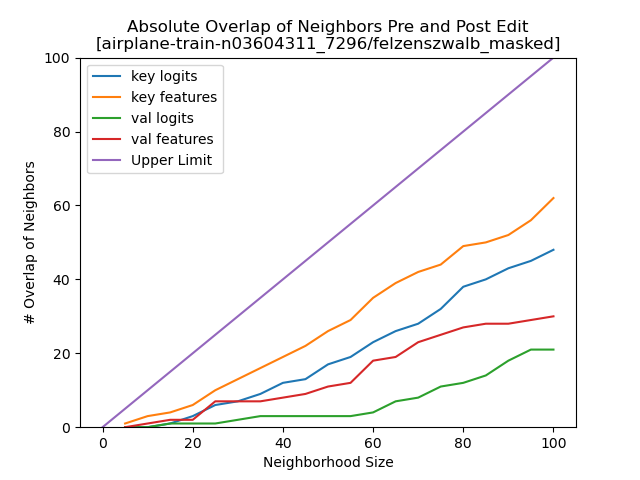 Absolute Overlap of Neighbors Pre and Post Edit
[airplane-train-n03604311_7296/felzenszwalb_masked]
key logits
key features
val logits
val features
Upper Limit
100
80
60
40
20
0
# Overlap of Neighbors
0 20 40 60 80 100
Neighborhood Size